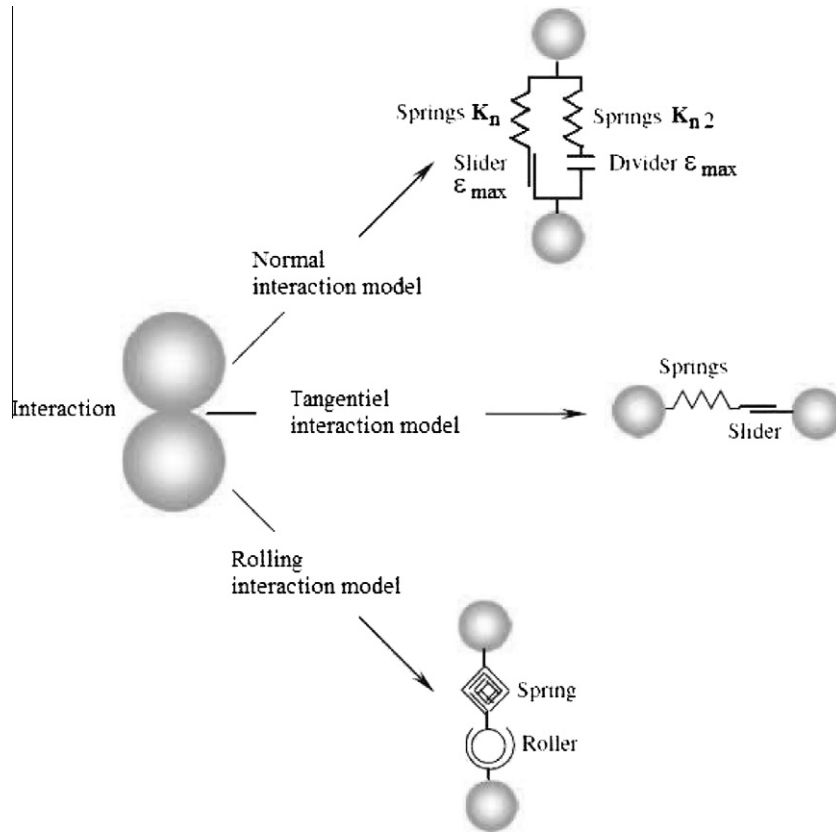 Springs K_n
Springs K_n 2
Slider
ε_max
Divider ε_max
Normal
interaction model
Interaction
Tangentiel
interaction model
Springs
Slider
Rolling
interaction model
Spring
Roller